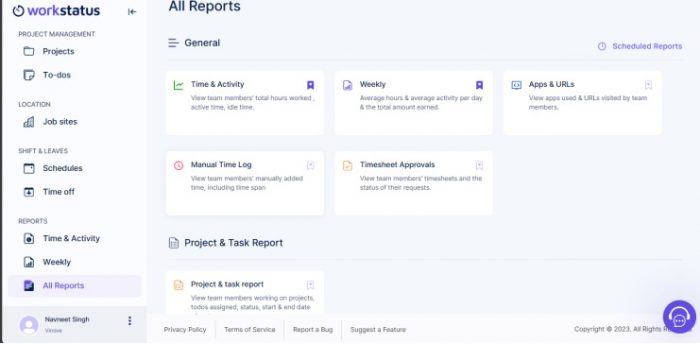 workstatus
PROJECT MANAGEMENT
Projects
To-dos
LOCATION
Job sites
SHIFT & LEAVES
Schedules
Time off
REPORTS
Time & Activity
Weekly
All Reports
Navneet Singh
Vinove
All Reports
General
Scheduled Reports
Time & Activity
View team members' total hours worked ,
active time, idle time.
Weekly
Average hours & average activity per day
& the total amount earned.
Apps & URLs
View apps used & URLs visited by team
members.
Manual Time Log
View team members' manually added
time, including time span
Timesheet Approvals
View team members' timesheets and the
status of their requests.
Project & Task Report
Project & task report
View team members working on projects,
todos assigned, status, start & end date
Privacy Policy
Terms of Service
Report a Bug
Suggest a Feature
Copyright © 2023. All Rights